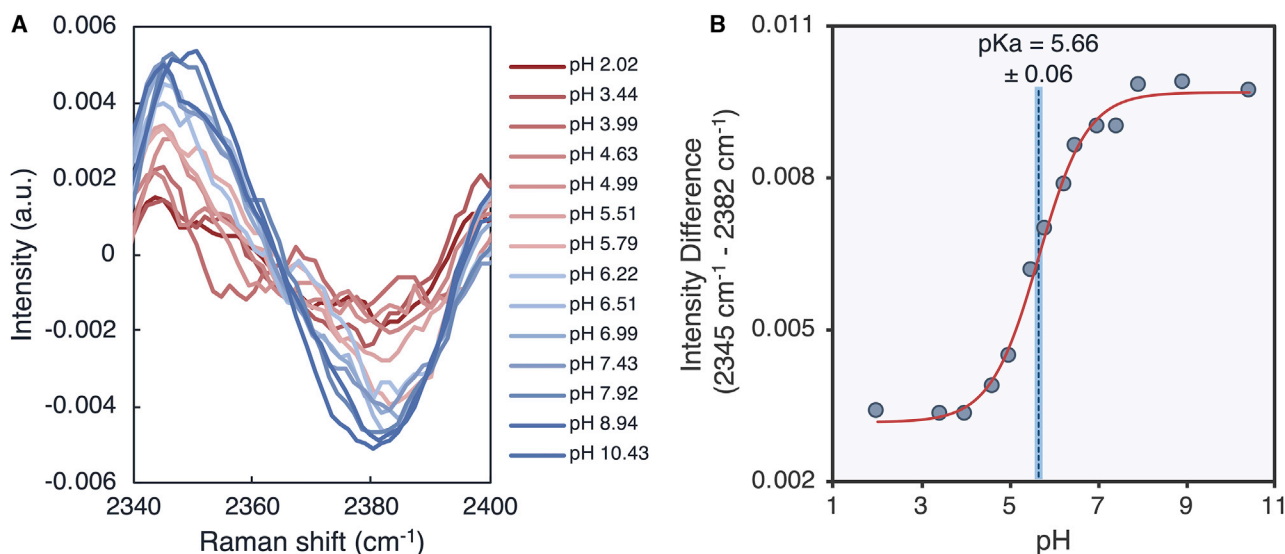 A
0.006
0.004
0.002
0
-0.002
-0.004
-0.006
Intensity (a.u.)
2340
2360
2380
2400
Raman shift (cm⁻¹)
pH 2.02
pH 3.44
pH 3.99
pH 4.63
pH 4.99
pH 5.51
pH 5.79
pH 6.22
pH 6.51
pH 6.99
pH 7.43
pH 7.92
pH 8.94
pH 10.43
B
0.011
0.008
0.005
0.002
Intensity Difference
(2345 cm⁻¹ - 2382 cm⁻¹)
pKa = 5.66
± 0.06
1
3
5
7
9
11
pH